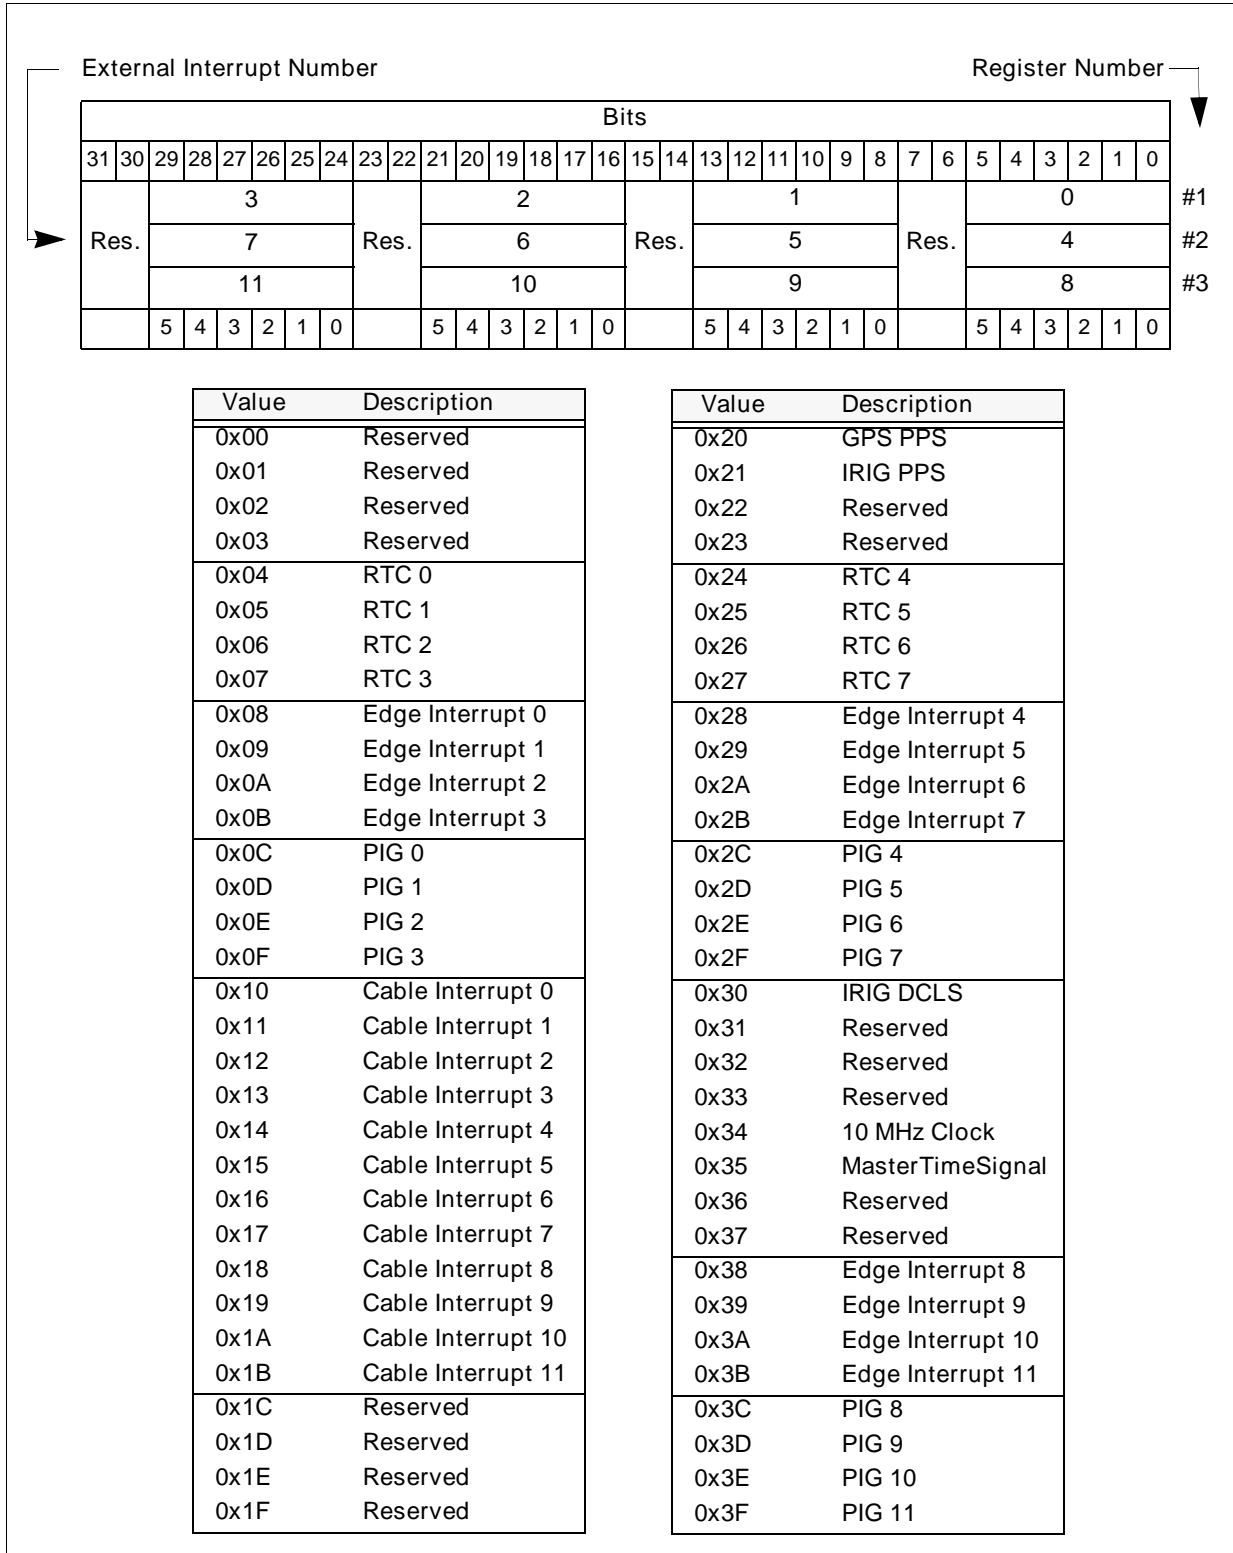 External Interrupt Number Register Number
Bits
31 30 29 28 27 26 25 24 23 22 21 20 19 18 17 16 15 14 13 12 11 10 9 8 7 6 5 4 3 2 1 0
3 2 1 0 #1
Res. 7 Res. 6 Res. 5 Res. 4 #2
11 10 9 8 #3
5 4 3 2 1 0 5 4 3 2 1 0 5 4 3 2 1 0 5 4 3 2 1 0
Value Description
0x00 Reserved
0x01 Reserved
0x02 Reserved
0x03 Reserved
0x04 RTC 0
0x05 RTC 1
0x06 RTC 2
0x07 RTC 3
0x08 Edge Interrupt 0
0x09 Edge Interrupt 1
0x0A Edge Interrupt 2
0x0B Edge Interrupt 3
0x0C PIG 0
0x0D PIG 1
0x0E PIG 2
0x0F PIG 3
0x10 Cable Interrupt 0
0x11 Cable Interrupt 1
0x12 Cable Interrupt 2
0x13 Cable Interrupt 3
0x14 Cable Interrupt 4
0x15 Cable Interrupt 5
0x16 Cable Interrupt 6
0x17 Cable Interrupt 7
0x18 Cable Interrupt 8
0x19 Cable Interrupt 9
0x1A Cable Interrupt 10
0x1B Cable Interrupt 11
0x1C Reserved
0x1D Reserved
0x1E Reserved
0x1F Reserved
Value Description
0x20 GPS PPS
0x21 IRIG PPS
0x22 Reserved
0x23 Reserved
0x24 RTC 4
0x25 RTC 5
0x26 RTC 6
0x27 RTC 7
0x28 Edge Interrupt 4
0x29 Edge Interrupt 5
0x2A Edge Interrupt 6
0x2B Edge Interrupt 7
0x2C PIG 4
0x2D PIG 5
0x2E PIG 6
0x2F PIG 7
0x30 IRIG DCLS
0x31 Reserved
0x32 Reserved
0x33 Reserved
0x34 10 MHz Clock
0x35 MasterTimeSignal
0x36 Reserved
0x37 Reserved
0x38 Edge Interrupt 8
0x39 Edge Interrupt 9
0x3A Edge Interrupt 10
0x3B Edge Interrupt 11
0x3C PIG 8
0x3D PIG 9
0x3E PIG 10
0x3F PIG 11